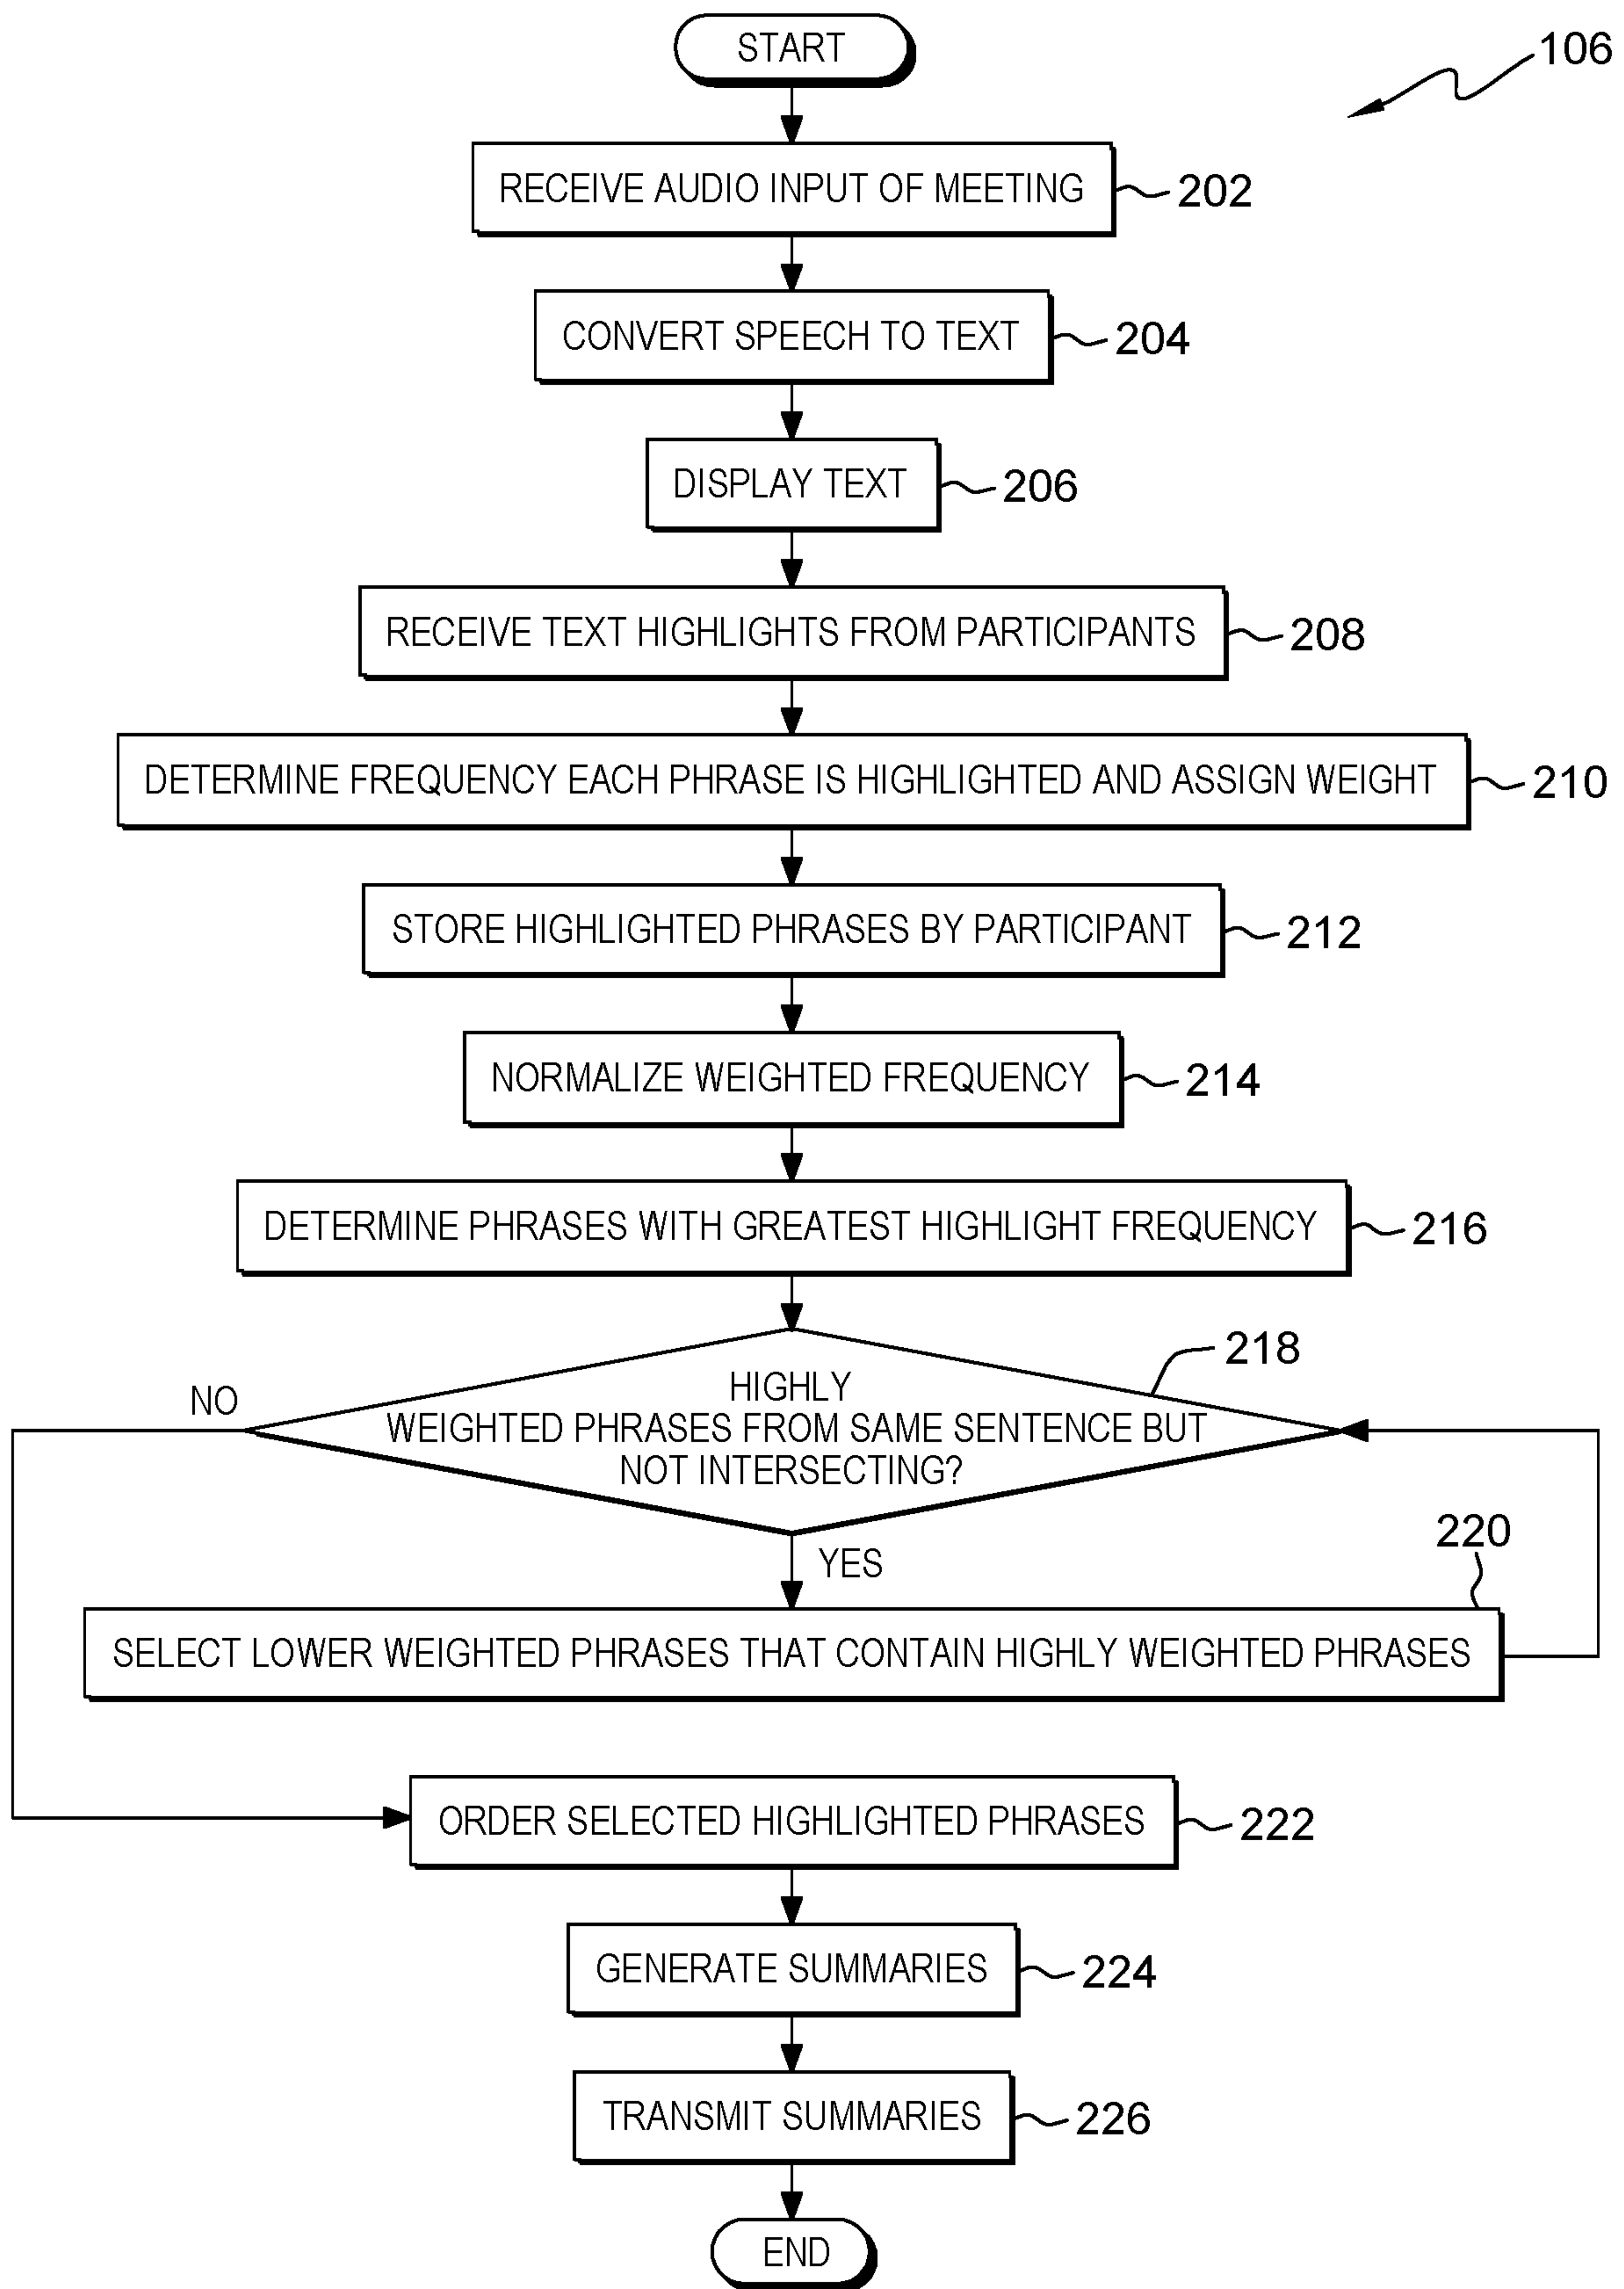 START
106
RECEIVE AUDIO INPUT OF MEETING
202
CONVERT SPEECH TO TEXT
204
DISPLAY TEXT
206
RECEIVE TEXT HIGHLIGHTS FROM PARTICIPANTS
208
DETERMINE FREQUENCY EACH PHRASE IS HIGHLIGHTED AND ASSIGN WEIGHT
210
STORE HIGHLIGHTED PHRASES BY PARTICIPANT
212
NORMALIZE WEIGHTED FREQUENCY
214
DETERMINE PHRASES WITH GREATEST HIGHLIGHT FREQUENCY
216
218
NO
HIGHLY
WEIGHTED PHRASES FROM SAME SENTENCE BUT
NOT INTERSECTING?
YES
220
SELECT LOWER WEIGHTED PHRASES THAT CONTAIN HIGHLY WEIGHTED PHRASES
ORDER SELECTED HIGHLIGHTED PHRASES
222
GENERATE SUMMARIES
224
TRANSMIT SUMMARIES
226
END